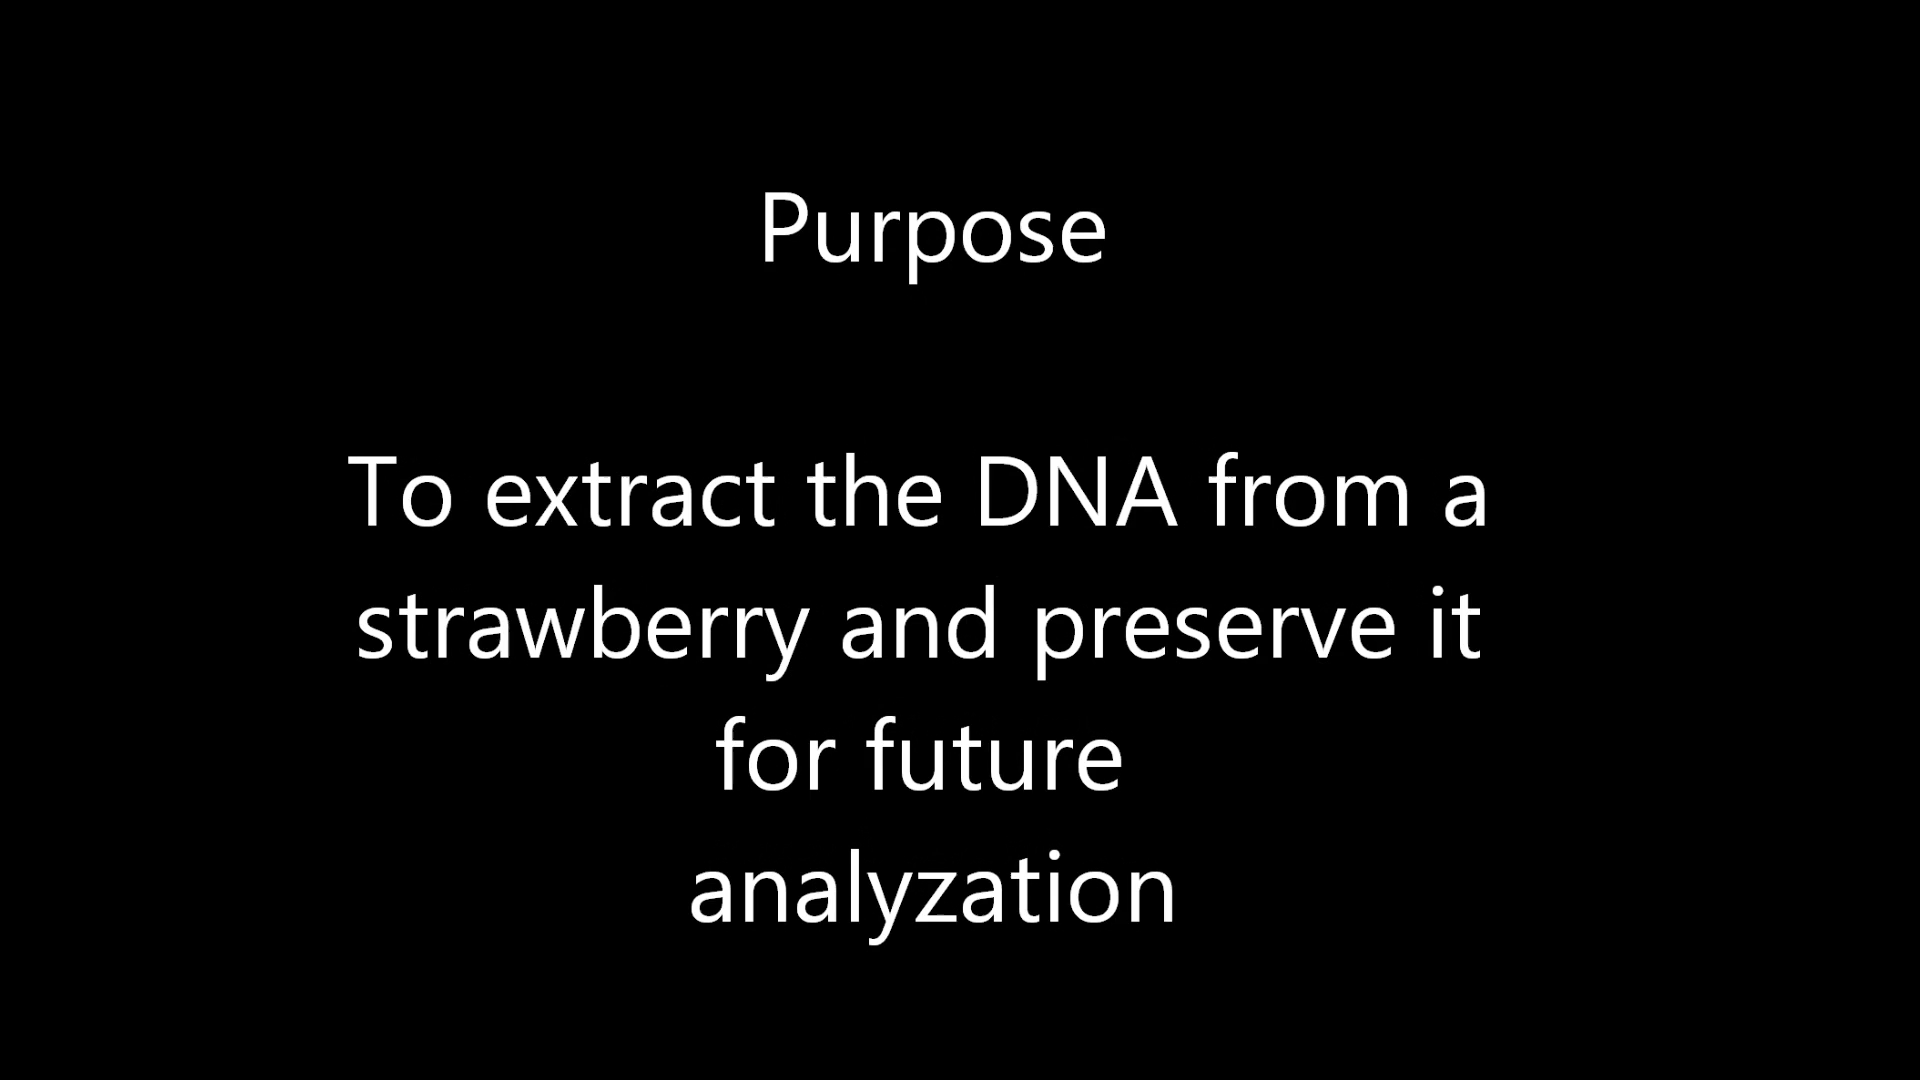 Purpose
To extract the DNA from a
strawberry and preserve it
for future
analyzation